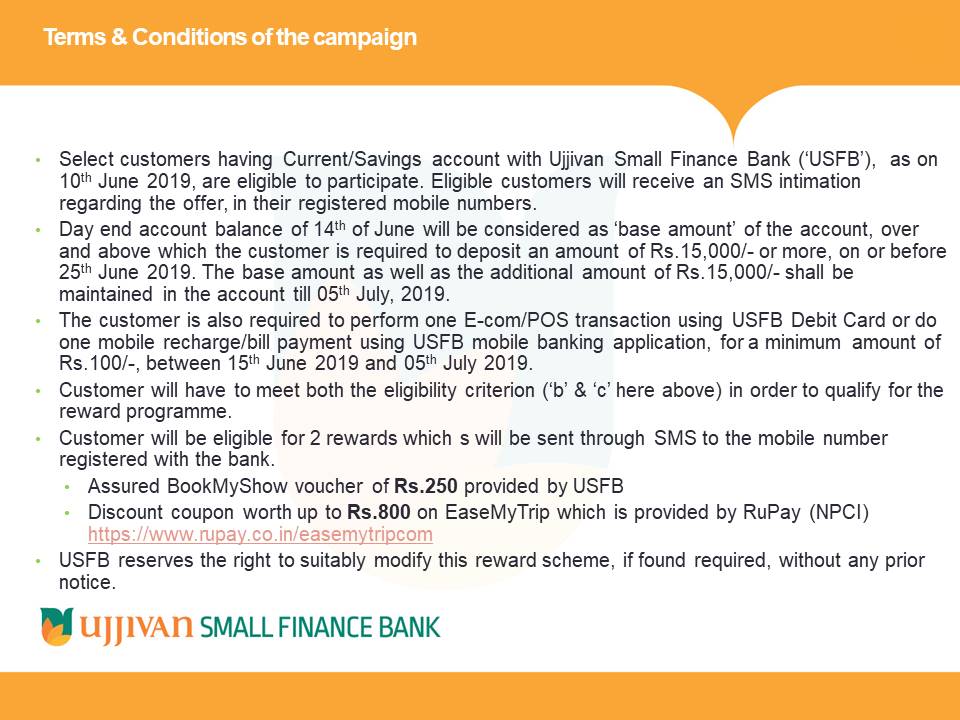 Terms & Conditions of the campaign
• Select customers having Current/Savings account with Ujjivan Small Finance Bank (‘USFB’), as on
10th June 2019, are eligible to participate. Eligible customers will receive an SMS intimation
regarding the offer, in their registered mobile numbers.
• Day end account balance of 14th of June will be considered as ‘base amount’ of the account, over
and above which the customer is required to deposit an amount of Rs.15,000/- or more, on or before
25th June 2019. The base amount as well as the additional amount of Rs.15,000/- shall be
maintained in the account till 05th July, 2019.
• The customer is also required to perform one E-com/POS transaction using USFB Debit Card or do
one mobile recharge/bill payment using USFB mobile banking application, for a minimum amount of
Rs.100/-, between 15th June 2019 and 05th July 2019.
• Customer will have to meet both the eligibility criterion (‘b’ & ‘c’ here above) in order to qualify for the
reward programme.
• Customer will be eligible for 2 rewards which s will be sent through SMS to the mobile number
registered with the bank.
• Assured BookMyShow voucher of Rs.250 provided by USFB
• Discount coupon worth up to Rs.800 on EaseMyTrip which is provided by RuPay (NPCI)
https://www.rupay.co.in/easemytripcom
• USFB reserves the right to suitably modify this reward scheme, if found required, without any prior
notice.
UJJIVAN SMALL FINANCE BANK